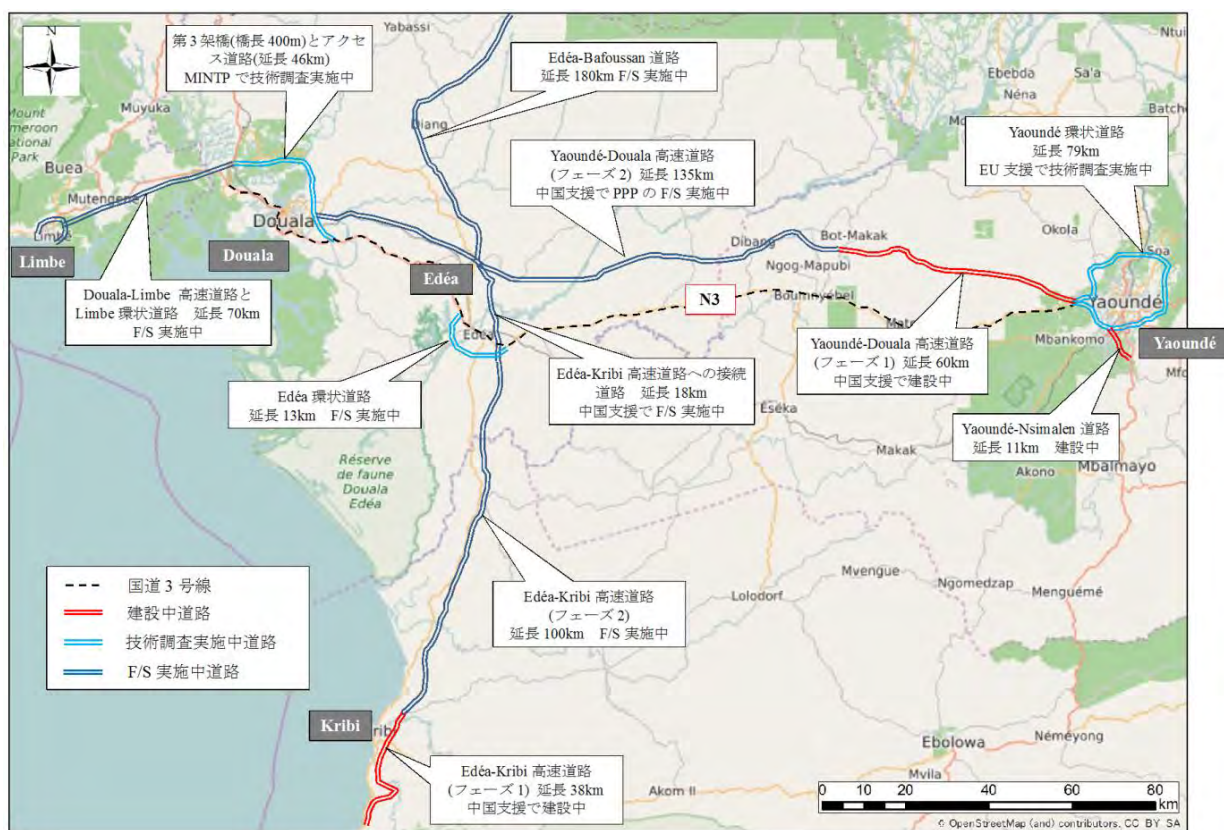 N
Yabassi
Ntui
第3架橋(橋長 400m)とアクセ
ス道路(延長 46km)
MINTP で技術調査実施中
Edéa-Bafoussan 道路
延長 180km F/S 実施中
Ebebda
Sa'a
Néna
Batche
Muyuka
Diang
Yaoundé 環状道路
延長 79km
EU 支援で技術調査実施中
Yaoundé-Douala 高速道路
(フェーズ 2) 延長 135km
中国支援で PPP の F/S 実施中
Buea
Mutengene
Douala
Limbé
Limbe
Douala
Edéa
Dibang
Bot-Makak
Okola
Soa
Ngog-Mapubi
Boumnyébel
N3
Yaoundé
Yaoundé
Mbankomo
Douala-Limbe 高速道路と
Limbe 環状道路 延長 70km
F/S 実施中
Edéa 環状道路
延長 13km F/S 実施中
Edéa-Kribi 高速道路への接続
道路 延長 18km
中国支援で F/S 実施中
Yaoundé-Douala 高速道路
(フェーズ 1) 延長 60km
中国支援で建設中
Yaoundé-Nsimalen 道路
延長 11km 建設中
Éséka
Makak
Akono
Mbalmayo
Réserve
de faune
Douala
Edéa
国道 3 号線
建設中道路
技術調査実施中道路
F/S 実施中道路
Edéa-Kribi 高速道路
(フェーズ 2)
延長 100km F/S 実施中
Mvengue
Lolodorf
Ngomedzap
Menguémé
Kribi
Edéa-Kribi 高速道路
(フェーズ 1) 延長 38km
中国支援で建設中
Akom II
Ebolowa
Mvila
Néméyong
0 10 20 40 60 80
km
© OpenStreetMap (and) contributors, CC BY SA